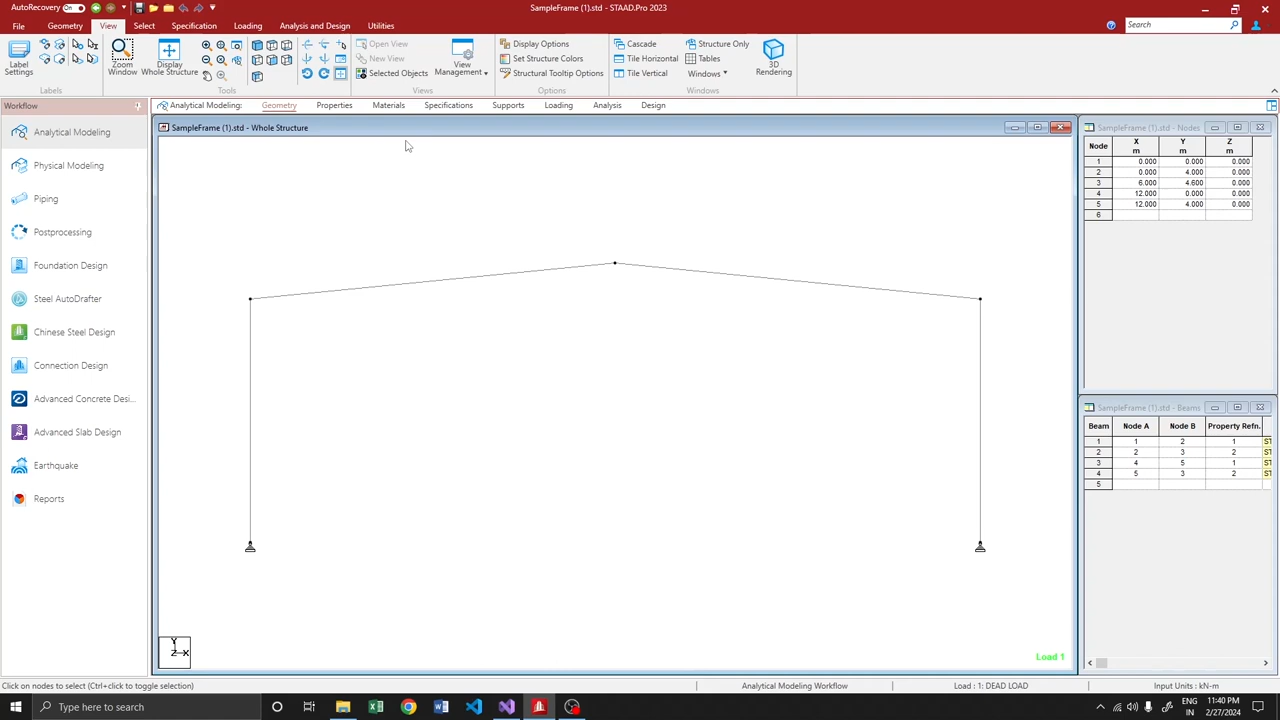 AutoRecovery On
SampleFrame (1).std - STAAD.Pro 2023
File Geometry View Select Specification Loading Analysis and Design Utilities Search
Label Settings
Zoom Window
Display Whole Structure
Open View
New View
Selected Objects
View Management
Display Options
Set Structure Colors
Structural Tooltip Options
Cascade
Tile Horizontal
Tile Vertical
Structure Only
Tables
Windows
3D Rendering
Labels Tools Views Options Windows
Workflow
Analytical Modeling: Geometry Properties Materials Specifications Supports Loading Analysis Design
Analytical Modeling
Physical Modeling
Piping
Postprocessing
Foundation Design
Steel AutoDrafter
Chinese Steel Design
Connection Design
Advanced Concrete Desi...
Advanced Slab Design
Earthquake
Reports
SampleFrame (1).std - Whole Structure
Y
Z X
Load 1
SampleFrame (1).std - Nodes
Node X m Y m Z m
1 0.000 0.000 0.000
2 0.000 4.000 0.000
3 6.000 4.600 0.000
4 12.000 0.000 0.000
5 12.000 4.000 0.000
6
SampleFrame (1).std - Beams
Beam Node A Node B Property Refn.
1 1 2 1 ST
2 2 3 2 ST
3 4 5 1 ST
4 5 3 2 ST
5
Click on nodes to select (Ctrl+click to toggle selection)
Analytical Modeling Workflow
Load : 1: DEAD LOAD
Input Units : kN-m
Type here to search
ENG
IN
11:40 PM
2/27/2024